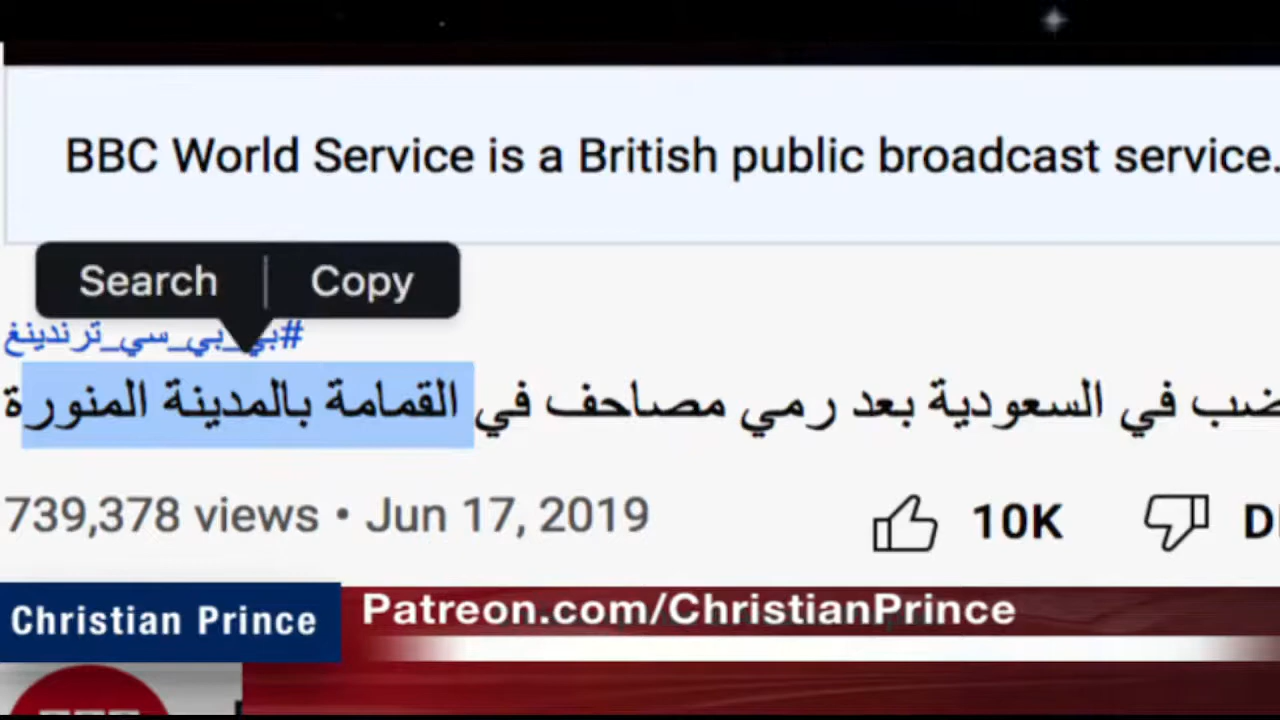 BBC World Service is a British public broadcast service.
Search Copy
#بي_بي_سي_ترندينغ
في السعودية بعد رمي مصاحف في القمامة بالمدينة المنورة
739,378 views • Jun 17, 2019 10K
Christian Prince Patreon.com/ChristianPrince